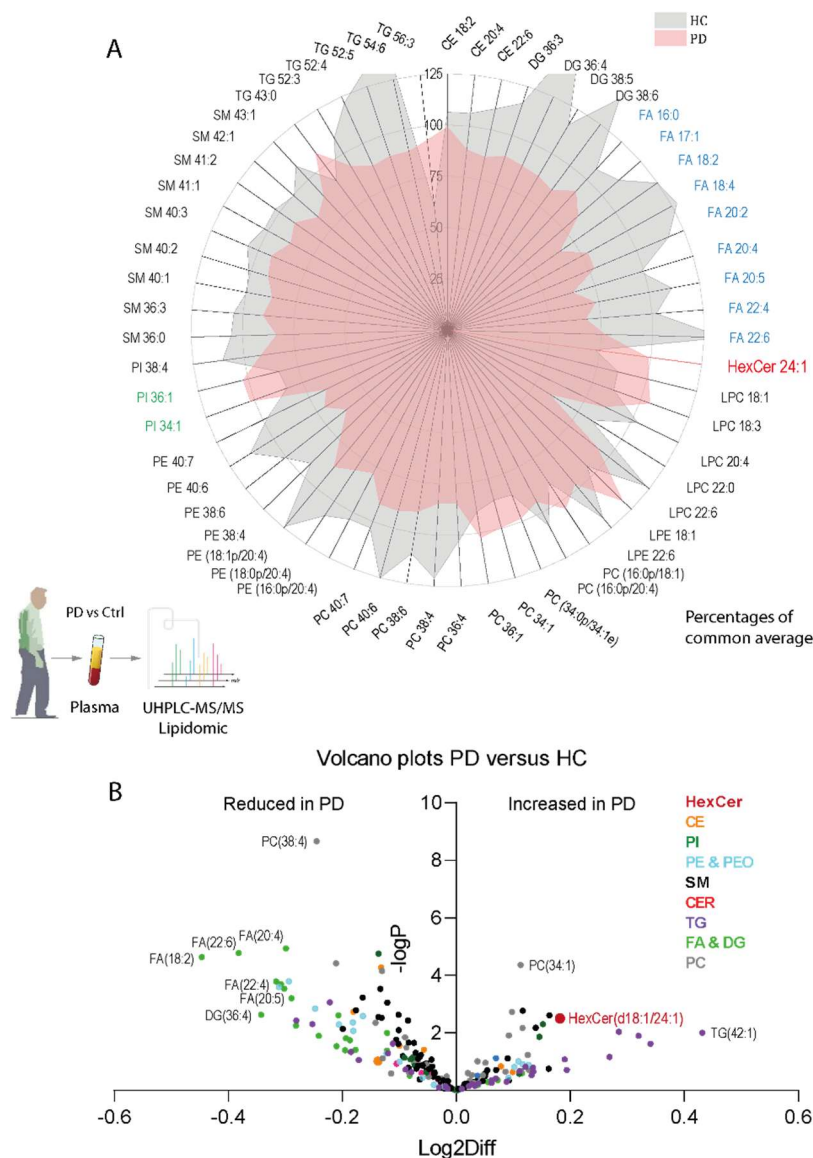 A
HC
PD
CE 18:2
CE 20:4
CE 22:6
DG 36:3
DG 36:4
DG 38:5
DG 38:6
FA 16:0
FA 17:1
FA 18:2
FA 18:4
FA 20:2
FA 20:4
FA 20:5
FA 22:4
FA 22:6
HexCer 24:1
LPC 18:1
LPC 18:3
LPC 20:4
LPC 22:0
LPC 22:6
LPE 18:1
LPE 22:6
PC (16:0p/18:1)
PC (16:0p/20:4)
PC (34:0p/34:1e)
PC 34:1
PC 36:1
PC 36:4
PC 38:4
PC 38:6
PC 40:6
PC 40:7
PE (16:0p/20:4)
PE (18:0p/20:4)
PE (18:1p/20:4)
PE 38:4
PE 38:6
PE 40:6
PE 40:7
PI 34:1
PI 36:1
PI 38:4
SM 36:0
SM 36:3
SM 40:1
SM 40:2
SM 40:3
SM 41:1
SM 41:2
SM 42:1
SM 43:1
TG 43:0
TG 52:3
TG 52:4
TG 52:5
TG 54:6
TG 56:3
125
100
75
50
25
Percentages of
common average
PD vs Ctrl
Plasma
UHPLC-MS/MS
Lipidomic
Volcano plots PD versus HC
B
Reduced in PD
Increased in PD
10
8
6
4
2
-logP
HexCer
CE
PI
PE & PEO
SM
CER
TG
FA & DG
PC
PC(38:4)
FA(20:4)
FA(22:6)
FA(18:2)
FA(22:4)
FA(20:5)
DG(36:4)
PC(34:1)
HexCer(d18:1/24:1)
TG(42:1)
-0.6
-0.4
-0.2
0.0
0.2
0.4
0.6
Log2Diff